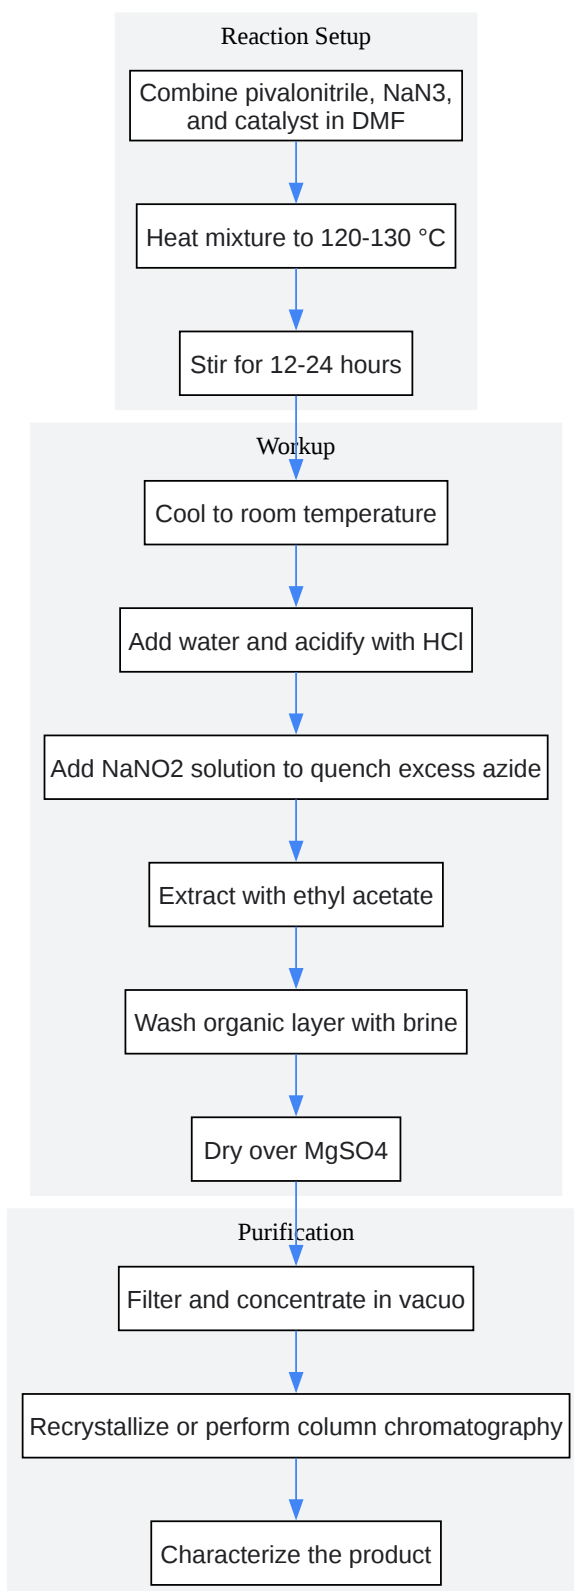 Reaction Setup
Combine pivalonitrile, NaN3,
and catalyst in DMF
Heat mixture to 120-130 °C
Stir for 12-24 hours
Workup
Cool to room temperature
Add water and acidify with HCl
Add NaNO2 solution to quench excess azide
Extract with ethyl acetate
Wash organic layer with brine
Dry over MgSO4
Purification
Filter and concentrate in vacuo
Recrystallize or perform column chromatography
Characterize the product